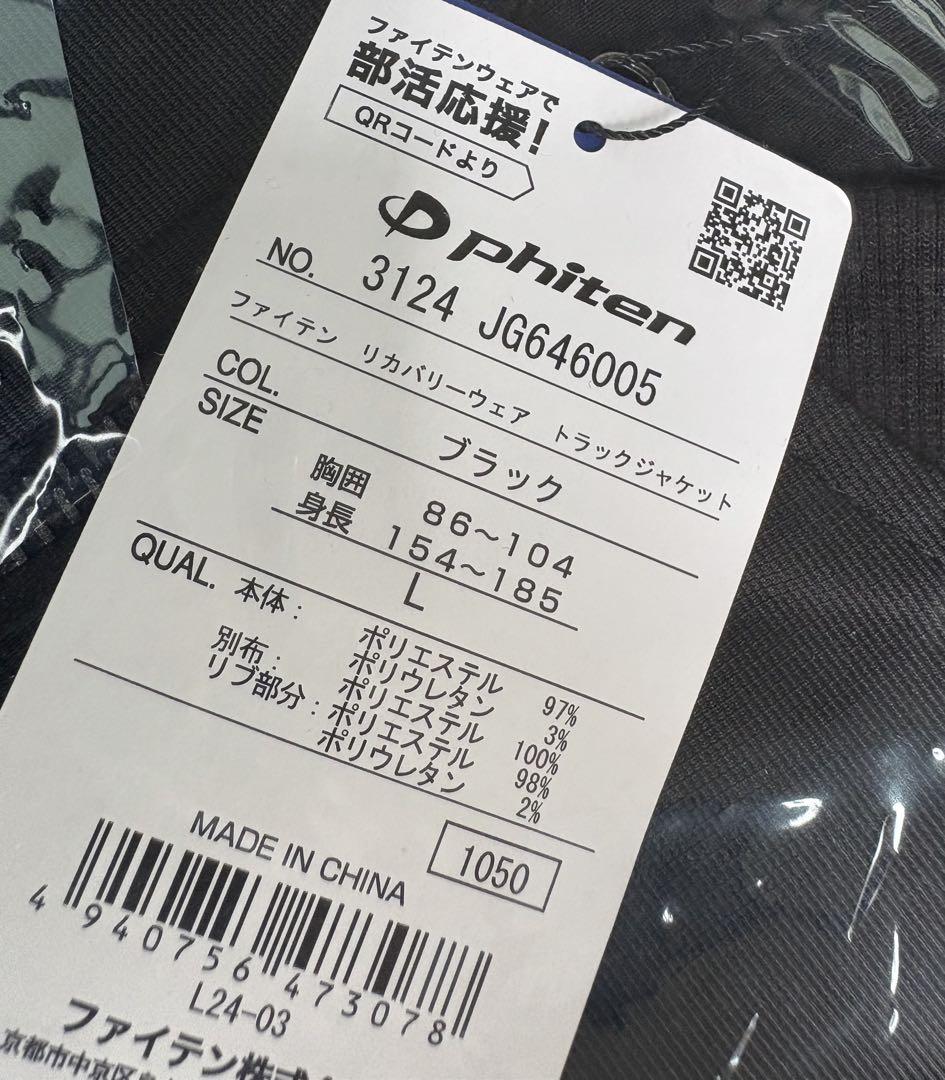 ファイテンウェアで
部活応援!
QRコードより
phiten
NO. 3124 JG646005
ファイテン リカバリーウェア トラックジャケット
COL. ブラック
SIZE 胸囲 86～104
身長 154～185
L
QUAL. 本体: ポリエステル 97%
ポリウレタン 3%
別布: ポリエステル 100%
リブ部分: ポリエステル 98%
ポリウレタン 2%
MADE IN CHINA 1050
4 940756 473078
L24-03
ファイテン株式
京都市中京区